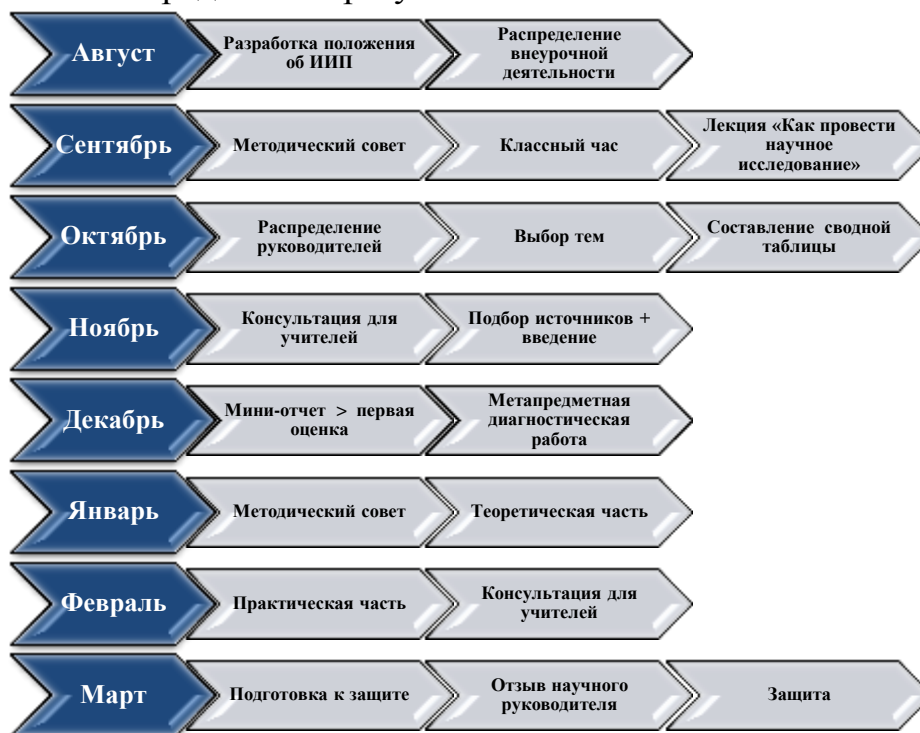 Август
Разработка положения
об ИИП
Распределение
внеурочной
деятельности
Сентябрь
Методический совет
Классный час
Лекция «Как провести
научное
исследование»
Октябрь
Распределение
руководителей
Выбор тем
Составление сводной
таблицы
Ноябрь
Консультация для
учителей
Подбор источников +
введение
Декабрь
Мини-отчет > первая
оценка
Метапредметная
диагностическая
работа
Январь
Методический совет
Теоретическая часть
Февраль
Практическая часть
Консультация для
учителей
Март
Подготовка к защите
Отзыв научного
руководителя
Защита